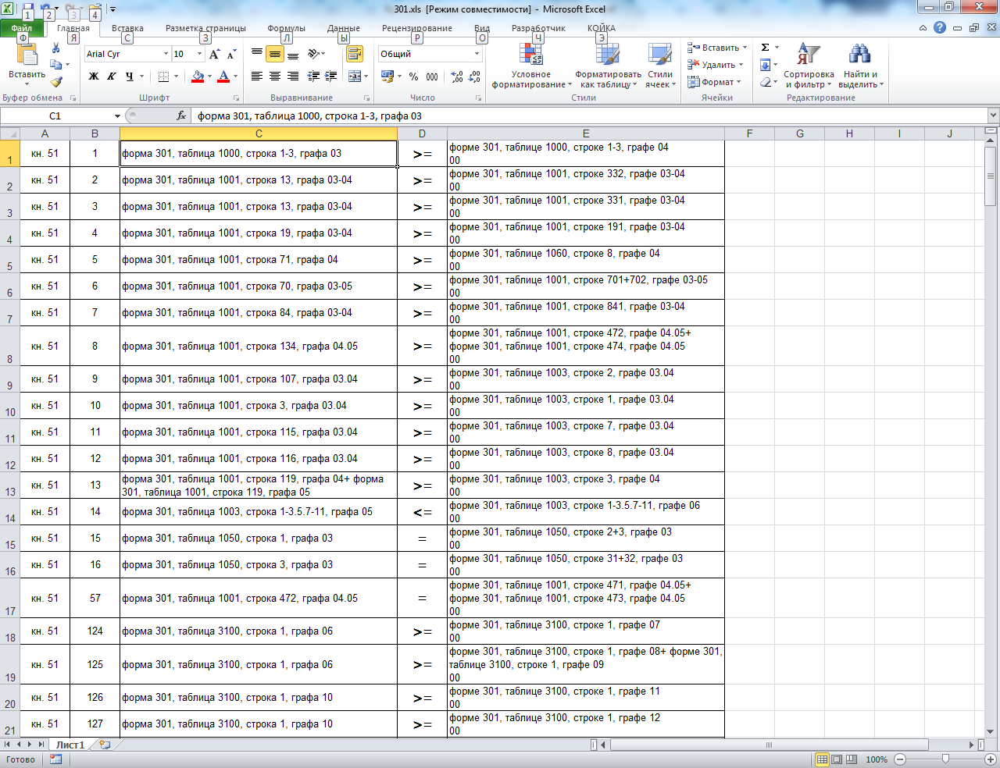 301.xls [Режим совместимости] - Microsoft Excel
1 2 3 4
Файл Главная Вставка Разметка страницы Формулы Данные Рецензирование Вид Разработчик КОЙКА
Ф Я С З Л Ы Р О Ч Э
Вставить
Буфер обмена
Arial Cyr 10
Ж К Ч
Шрифт
Выравнивание
Общий
% 000
Число
Условное форматирование
Форматировать как таблицу
Стили ячеек
Стили
Вставить
Удалить
Формат
Ячейки
Сортировка и фильтр
Найти и выделить
Редактирование
C1 fx форма 301, таблица 1000, строка 1-3, графа 03
A B C D E F G H I J
1 кн. 51 1 форма 301, таблица 1000, строка 1-3, графа 03 >= форме 301, таблице 1000, строке 1-3, графе 04
00
2 кн. 51 2 форма 301, таблица 1001, строка 13, графа 03-04 >= форме 301, таблице 1001, строке 332, графе 03-04
00
3 кн. 51 3 форма 301, таблица 1001, строка 13, графа 03-04 >= форме 301, таблице 1001, строке 331, графе 03-04
00
4 кн. 51 4 форма 301, таблица 1001, строка 19, графа 03-04 >= форме 301, таблице 1001, строке 191, графе 03-04
00
5 кн. 51 5 форма 301, таблица 1001, строка 71, графа 04 >= форме 301, таблице 1060, строке 8, графе 04
00
6 кн. 51 6 форма 301, таблица 1001, строка 70, графа 03-05 >= форме 301, таблице 1001, строке 701+702, графе 03-05
00
7 кн. 51 7 форма 301, таблица 1001, строка 84, графа 03-04 >= форме 301, таблице 1001, строке 841, графе 03-04
00
8 кн. 51 8 форма 301, таблица 1001, строка 134, графа 04.05 >= форме 301, таблице 1001, строке 472, графе 04.05+
форме 301, таблице 1001, строке 474, графе 04.05
00
9 кн. 51 9 форма 301, таблица 1001, строка 107, графа 03.04 >= форме 301, таблице 1003, строке 2, графе 03.04
00
10 кн. 51 10 форма 301, таблица 1001, строка 3, графа 03.04 >= форме 301, таблице 1003, строке 1, графе 03.04
00
11 кн. 51 11 форма 301, таблица 1001, строка 115, графа 03.04 >= форме 301, таблице 1003, строке 7, графе 03.04
00
12 кн. 51 12 форма 301, таблица 1001, строка 116, графа 03.04 >= форме 301, таблице 1003, строке 8, графе 03.04
00
13 кн. 51 13 форма 301, таблица 1001, строка 119, графа 04+ форма
301, таблица 1001, строка 119, графа 05 >= форме 301, таблице 1003, строке 3, графе 04
00
14 кн. 51 14 форма 301, таблица 1003, строка 1-3.5.7-11, графа 05 <= форме 301, таблице 1003, строке 1-3.5.7-11, графе 06
00
15 кн. 51 15 форма 301, таблица 1050, строка 1, графа 03 = форме 301, таблице 1050, строке 2+3, графе 03
00
16 кн. 51 16 форма 301, таблица 1050, строка 3, графа 03 = форме 301, таблице 1050, строке 31+32, графе 03
00
17 кн. 51 57 форма 301, таблица 1001, строка 472, графа 04.05 = форме 301, таблице 1001, строке 471, графе 04.05+
форме 301, таблице 1001, строке 473, графе 04.05
00
18 кн. 51 124 форма 301, таблица 3100, строка 1, графа 06 >= форме 301, таблице 3100, строке 1, графе 07
00
19 кн. 51 125 форма 301, таблица 3100, строка 1, графа 06 >= форме 301, таблице 3100, строке 1, графе 08+ форме 301,
таблице 3100, строке 1, графе 09
00
20 кн. 51 126 форма 301, таблица 3100, строка 1, графа 10 >= форме 301, таблице 3100, строке 1, графе 11
00
21 кн. 51 127 форма 301, таблица 3100, строка 1, графа 10 >= форме 301, таблице 3100, строке 1, графе 12
00
Лист1
Готово 100%